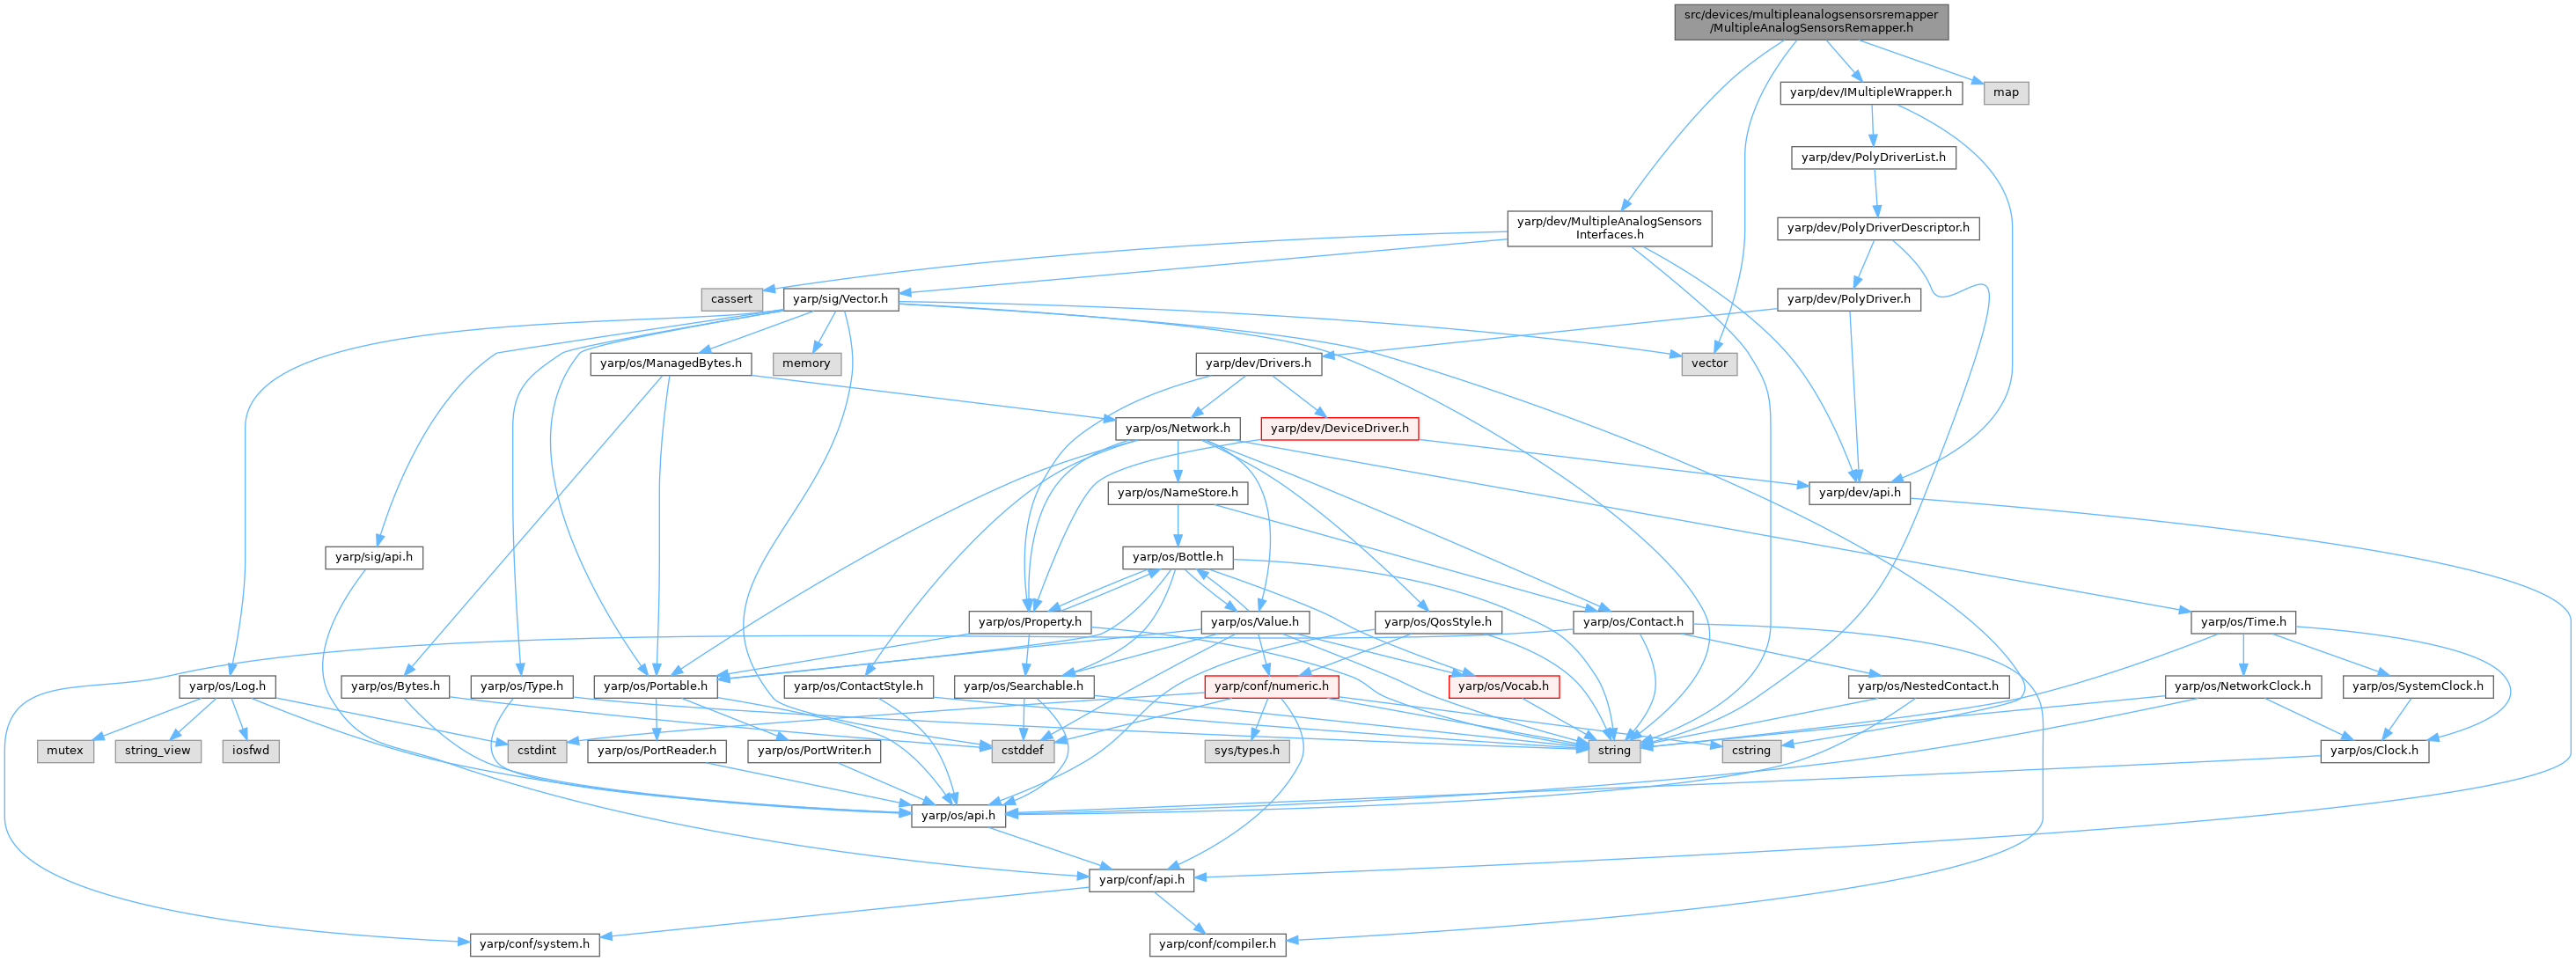 src/devices/multipleanalogsensorsremapper
/MultipleAnalogSensorsRemapper.h
yarp/dev/IMultipleWrapper.h
map
yarp/dev/PolyDriverList.h
yarp/dev/MultipleAnalogSensors
Interfaces.h
yarp/dev/PolyDriverDescriptor.h
cassert
yarp/sig/Vector.h
yarp/dev/PolyDriver.h
yarp/os/ManagedBytes.h
memory
yarp/dev/Drivers.h
vector
yarp/os/Network.h
yarp/dev/DeviceDriver.h
yarp/os/NameStore.h
yarp/dev/api.h
yarp/sig/api.h
yarp/os/Bottle.h
yarp/os/Property.h
yarp/os/Value.h
yarp/os/QosStyle.h
yarp/os/Contact.h
yarp/os/Time.h
yarp/os/Log.h
yarp/os/Bytes.h
yarp/os/Type.h
yarp/os/Portable.h
yarp/os/ContactStyle.h
yarp/os/Searchable.h
yarp/conf/numeric.h
yarp/os/Vocab.h
yarp/os/NestedContact.h
yarp/os/NetworkClock.h
yarp/os/SystemClock.h
mutex
string_view
iosfwd
cstdint
yarp/os/PortReader.h
yarp/os/PortWriter.h
cstddef
sys/types.h
string
cstring
yarp/os/Clock.h
yarp/os/api.h
yarp/conf/api.h
yarp/conf/system.h
yarp/conf/compiler.h